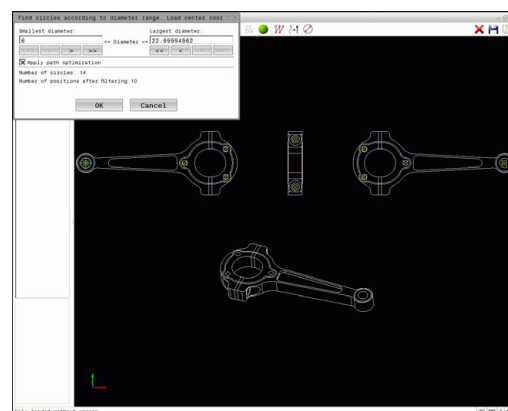 Find circles according to diameter range. Load center coor
Smallest diameter: Largest diameter:
6 <= Diameter <= 22.99994962
<<< < > >> << < > >>
Apply path optimization
Number of circles: 14
Number of positions after filtering:10
OK Cancel